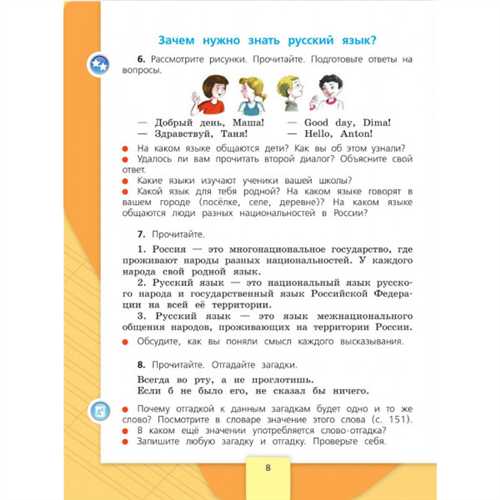 Зачем нужно знать русский язык?
6. Рассмотрите рисунки. Прочитайте. Подготовьте ответы на
вопросы.
— Добрый день, Маша!
— Здравствуй, Таня!
— Good day, Dima!
— Hello, Anton!
● На каком языке общаются дети? Как вы об этом узнали?
● Удалось ли вам прочитать второй диалог? Объясните свой
ответ.
● Какие языки изучают ученики вашей школы?
● Какой язык для тебя родной? На каком языке говорят в
вашем городе (посёлке, селе, деревне)? На каком языке
общаются люди разных национальностей в России?
7. Прочитайте.
1. Россия — это многонациональное государство, где
проживают народы разных национальностей. У каждого
народа свой родной язык.
2. Русский язык — это национальный язык русско-
го народа и государственный язык Российской Федера-
ции на всей её территории.
3. Русский язык — это язык межнационального
общения народов, проживающих на территории России.
● Обсудите, как вы поняли смысл каждого высказывания.
8. Прочитайте. Отгадайте загадки.
Всегда во рту, а не проглотишь.
Если б не было его, не сказал бы ничего.
● Почему отгадкой к данным загадкам будет одно и то же
слово? Посмотрите в словаре значение этого слова (с. 151).
● В каком ещё значении употребляется слово-отгадка?
● Запишите любую загадку и отгадку. Проверьте себя.
8